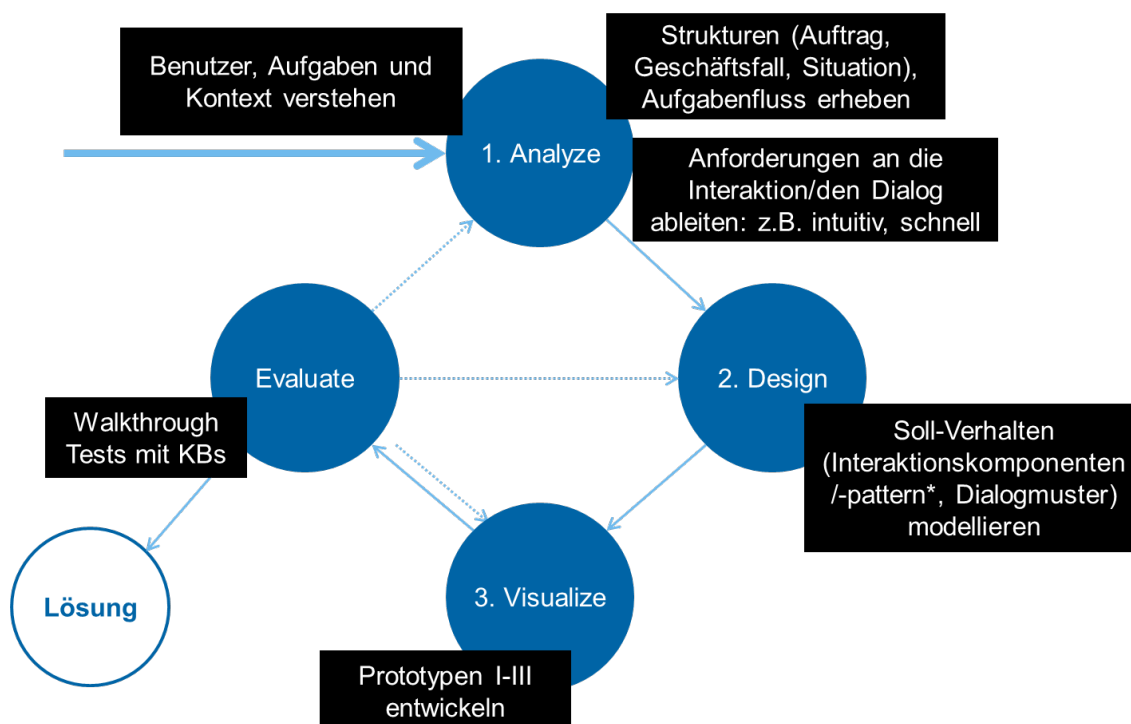 Benutzer, Aufgaben und
Kontext verstehen
Strukturen (Auftrag,
Geschäftsfall, Situation),
Aufgabenfluss erheben
1. Analyze
Anforderungen an die
Interaktion/den Dialog
ableiten: z.B. intuitiv, schnell
Evaluate
2. Design
Walkthrough
Tests mit KBs
Soll-Verhalten
(Interaktionskomponenten
/-pattern*, Dialogmuster)
modellieren
Lösung
3. Visualize
Prototypen I-III
entwickeln